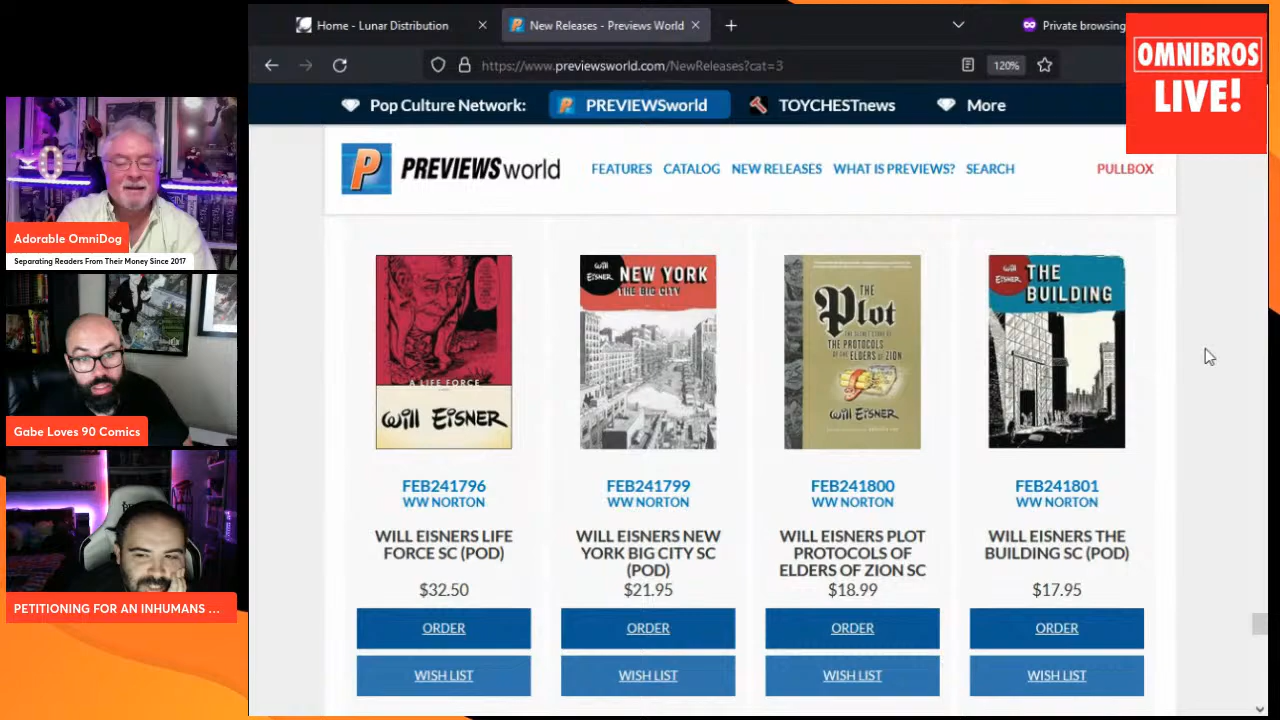 Home - Lunar Distribution
New Releases - Previews World
Private browsing
https://www.previewsworld.com/NewReleases?cat=3
120%
OMNIBROS
LIVE!
Pop Culture Network:
PREVIEWSworld
TOYCHESTnews
More
P PREVIEWSworld
FEATURES
CATALOG
NEW RELEASES
WHAT IS PREVIEWS?
SEARCH
PULLBOX
Adorable OmniDog
Separating Readers From Their Money Since 2017
Gabe Loves 90 Comics
PETITIONING FOR AN INHUMANS ...
A LIFE FORCE
Will EISNER
FEB241796
WW NORTON
WILL EISNERS LIFE
FORCE SC (POD)
$32.50
ORDER
WISH LIST
Will
EISNER
NEW YORK
THE BIG CITY
FEB241799
WW NORTON
WILL EISNERS NEW
YORK BIG CITY SC
(POD)
$21.95
ORDER
WISH LIST
THE
Plot
THE SECRET STORY OF
THE PROTOCOLS
OF THE ELDERS OF ZION
Will EISNER
FEB241800
WW NORTON
WILL EISNERS PLOT
PROTOCOLS OF
ELDERS OF ZION SC
$18.99
ORDER
WISH LIST
Will
EISNER
THE
BUILDING
FEB241801
WW NORTON
WILL EISNERS THE
BUILDING SC (POD)
$17.95
ORDER
WISH LIST